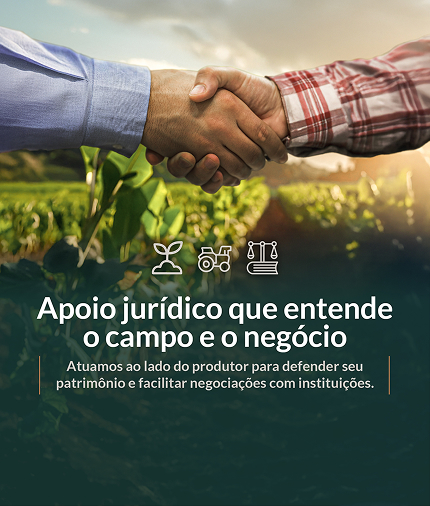 Apoio jurídico que entende
o campo e o negócio
Atuamos ao lado do produtor para defender seu
patrimônio e facilitar negociações com instituições.